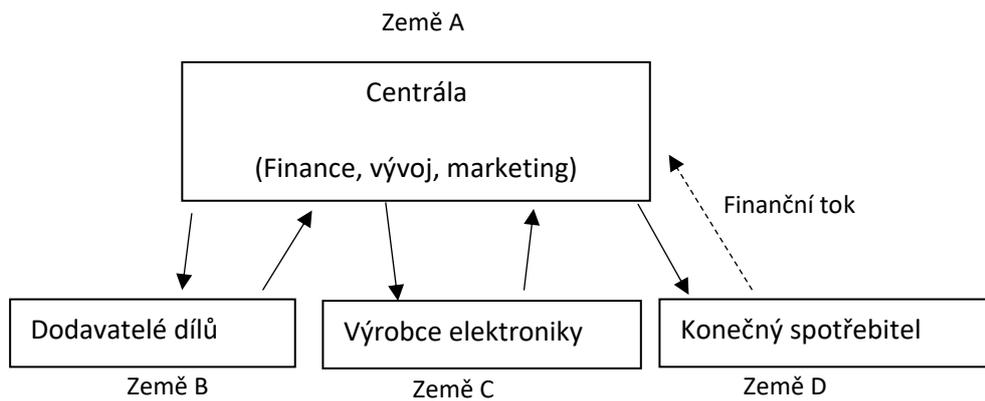 Země A
Centrála
(Finance, vývoj, marketing)
Finanční tok
Dodavatelé dílů
Výrobce elektroniky
Konečný spotřebitel
Země B
Země C
Země D